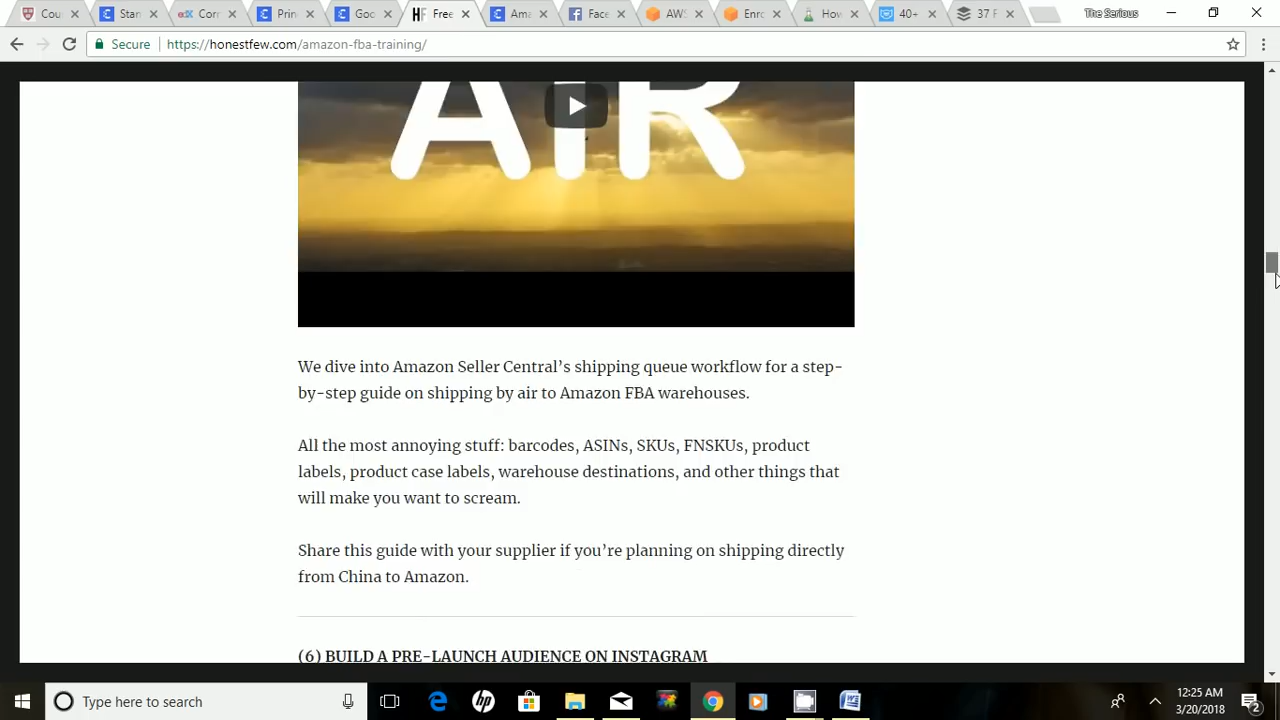 Cou
Star
Corr
Prin
Goo
HF Free
Ama
Face
AWS
Enro
How
40+
37 F
The Serious
Secure https://honestfew.com/amazon-fba-training/
AIR
We dive into Amazon Seller Central’s shipping queue workflow for a step-
by-step guide on shipping by air to Amazon FBA warehouses.
All the most annoying stuff: barcodes, ASINs, SKUs, FNSKUs, product
labels, product case labels, warehouse destinations, and other things that
will make you want to scream.
Share this guide with your supplier if you’re planning on shipping directly
from China to Amazon.
(6) BUILD A PRE-LAUNCH AUDIENCE ON INSTAGRAM
Type here to search
12:25 AM
3/20/2018
2